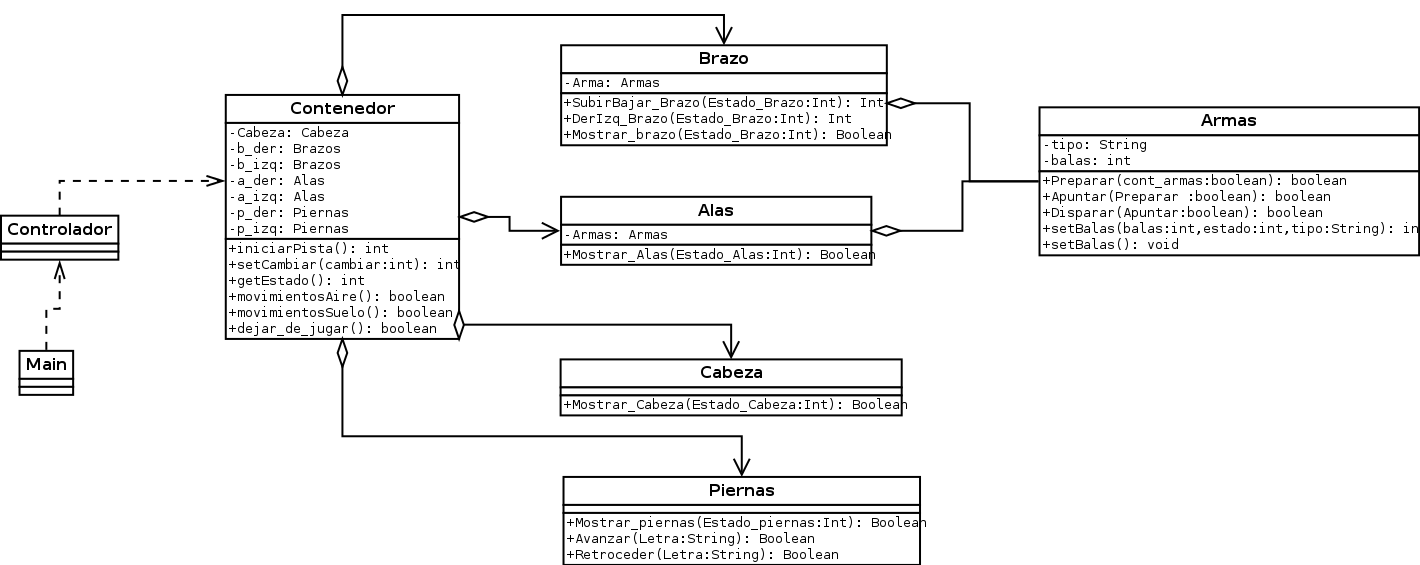 Brazo
-Arma: Armas
+SubirBajar_Brazo(Estado_Brazo:Int): Int
+DerIzq_Brazo(Estado_Brazo:Int): Int
+Mostrar_brazo(Estado_Brazo:Int): Boolean
Contenedor
-Cabeza: Cabeza
-b_der: Brazos
-b_izq: Brazos
-a_der: Alas
-a_izq: Alas
-p_der: Piernas
-p_izq: Piernas
+iniciarPista(): int
+setCambiar(cambiar:int): int
+getEstado(): int
+movimientosAire(): boolean
+movimientosSuelo(): boolean
+dejar_de_jugar(): boolean
Armas
-tipo: String
-balas: int
+Preparar(cont_armas:boolean): boolean
+Apuntar(Preparar :boolean): boolean
+Disparar(Apuntar:boolean): boolean
+setBalas(balas:int,estado:int,tipo:String): in
+setBalas(): void
Alas
-Armas: Armas
+Mostrar_Alas(Estado_Alas:Int): Boolean
Controlador
Main
Cabeza
+Mostrar_Cabeza(Estado_Cabeza:Int): Boolean
Piernas
+Mostrar_piernas(Estado_piernas:Int): Boolean
+Avanzar(Letra:String): Boolean
+Retroceder(Letra:String): Boolean